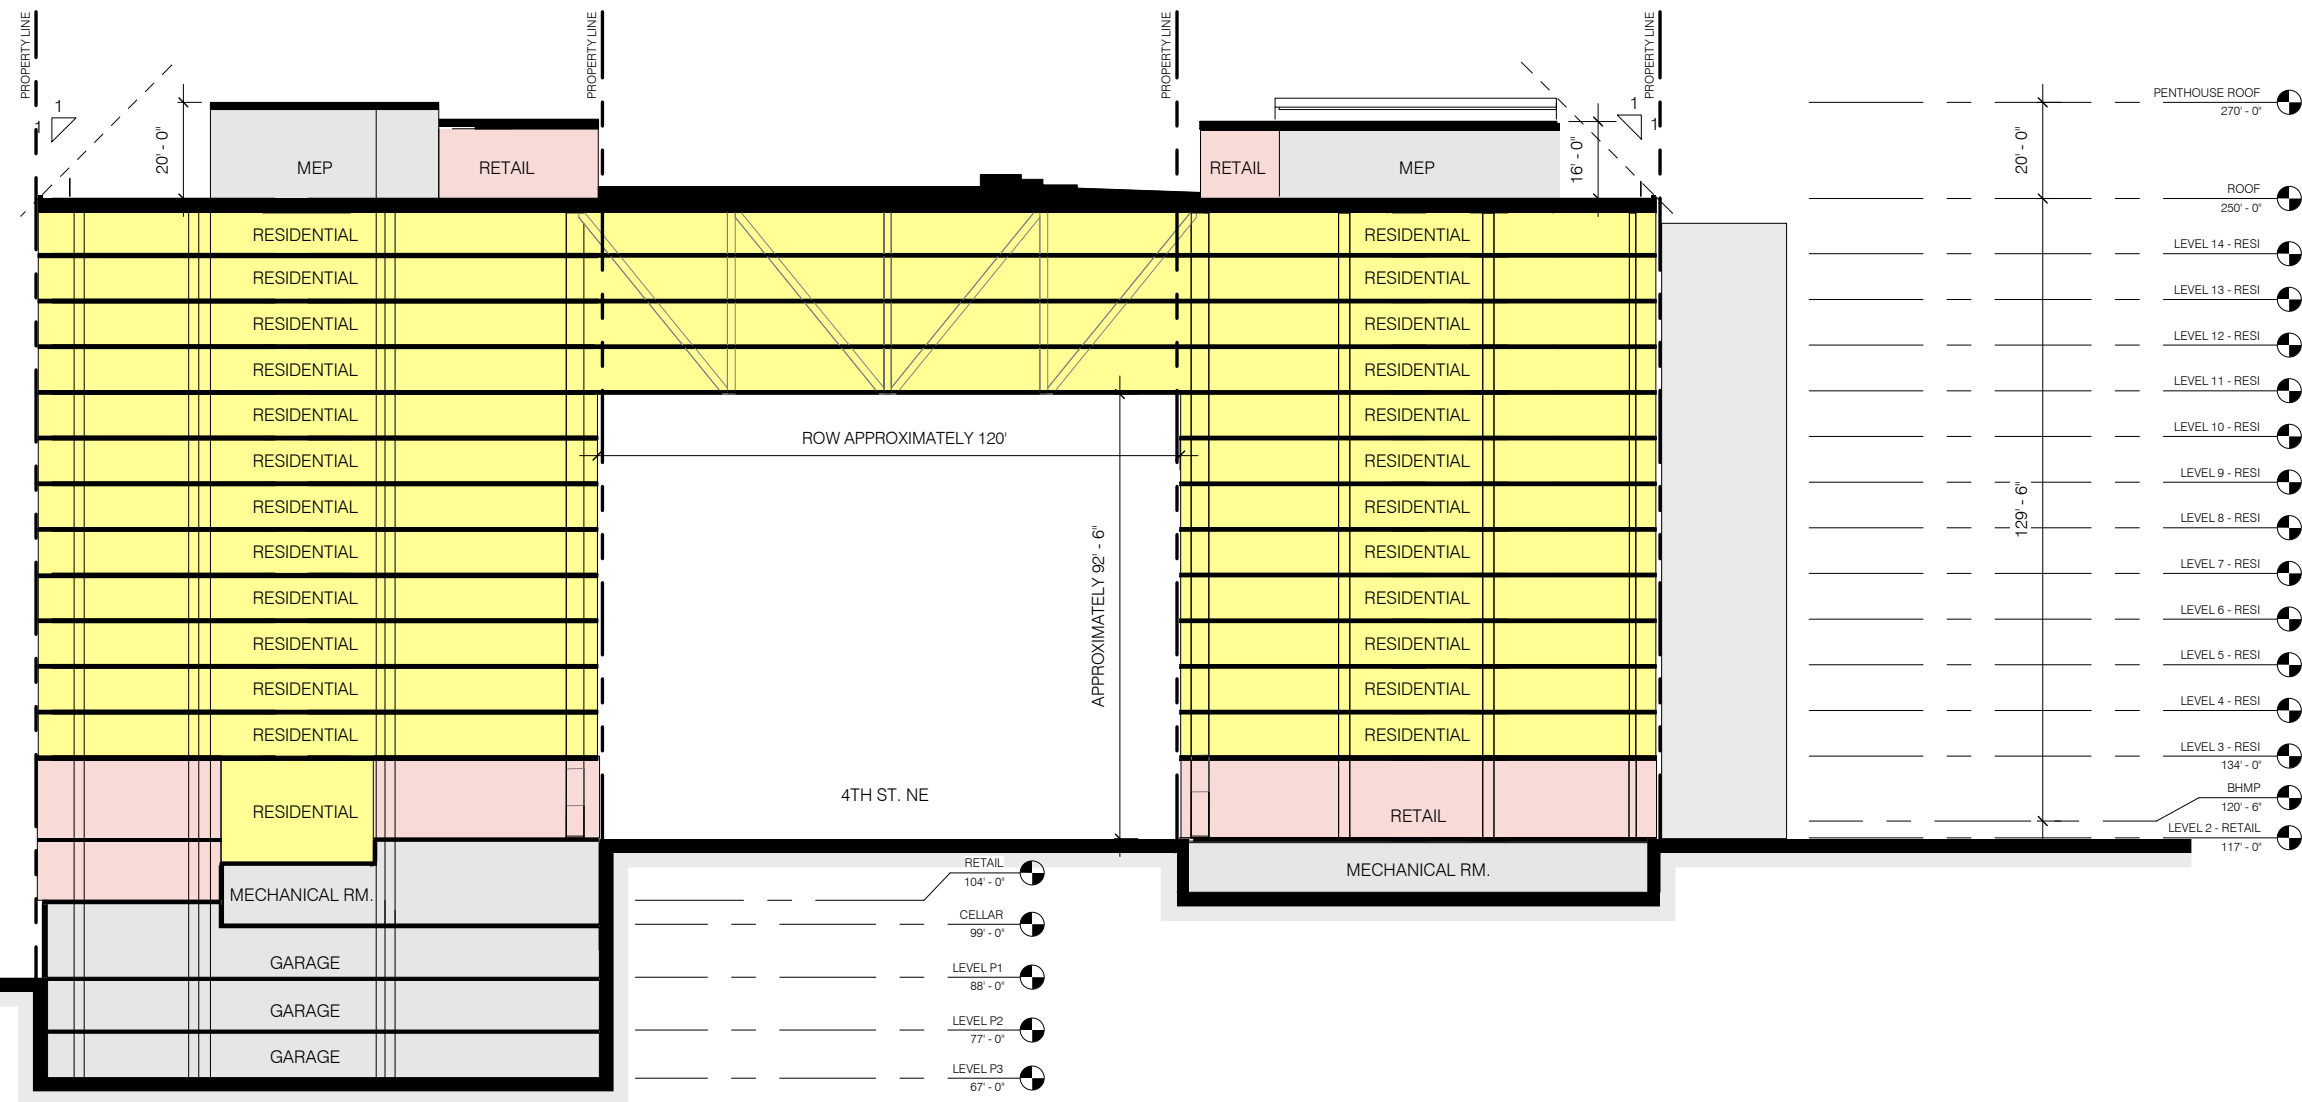 PROPERTY LINE
PROPERTY LINE
PROPERTY LINE
PROPERTY LINE
1
1
20' - 0"
MEP
RETAIL
RETAIL
MEP
16' - 0"
1
1
PENTHOUSE ROOF
270' - 0"
20' - 0"
ROOF
250' - 0"
RESIDENTIAL
RESIDENTIAL
LEVEL 14 - RESI
RESIDENTIAL
RESIDENTIAL
LEVEL 13 - RESI
RESIDENTIAL
RESIDENTIAL
LEVEL 12 - RESI
RESIDENTIAL
RESIDENTIAL
LEVEL 11 - RESI
RESIDENTIAL
RESIDENTIAL
LEVEL 10 - RESI
ROW APPROXIMATELY 120'
RESIDENTIAL
RESIDENTIAL
LEVEL 9 - RESI
RESIDENTIAL
RESIDENTIAL
129' - 6"
LEVEL 8 - RESI
RESIDENTIAL
APPROXIMATELY 92' - 6"
RESIDENTIAL
LEVEL 7 - RESI
RESIDENTIAL
RESIDENTIAL
LEVEL 6 - RESI
RESIDENTIAL
RESIDENTIAL
LEVEL 5 - RESI
RESIDENTIAL
RESIDENTIAL
LEVEL 4 - RESI
RESIDENTIAL
RESIDENTIAL
LEVEL 3 - RESI
134' - 0"
BHMP
120' - 6"
RESIDENTIAL
4TH ST. NE
RETAIL
LEVEL 2 - RETAIL
117' - 0"
MECHANICAL RM.
MECHANICAL RM.
RETAIL
104' - 0"
CELLAR
99' - 0"
GARAGE
LEVEL P1
88' - 0"
GARAGE
LEVEL P2
77' - 0"
GARAGE
LEVEL P3
67' - 0"